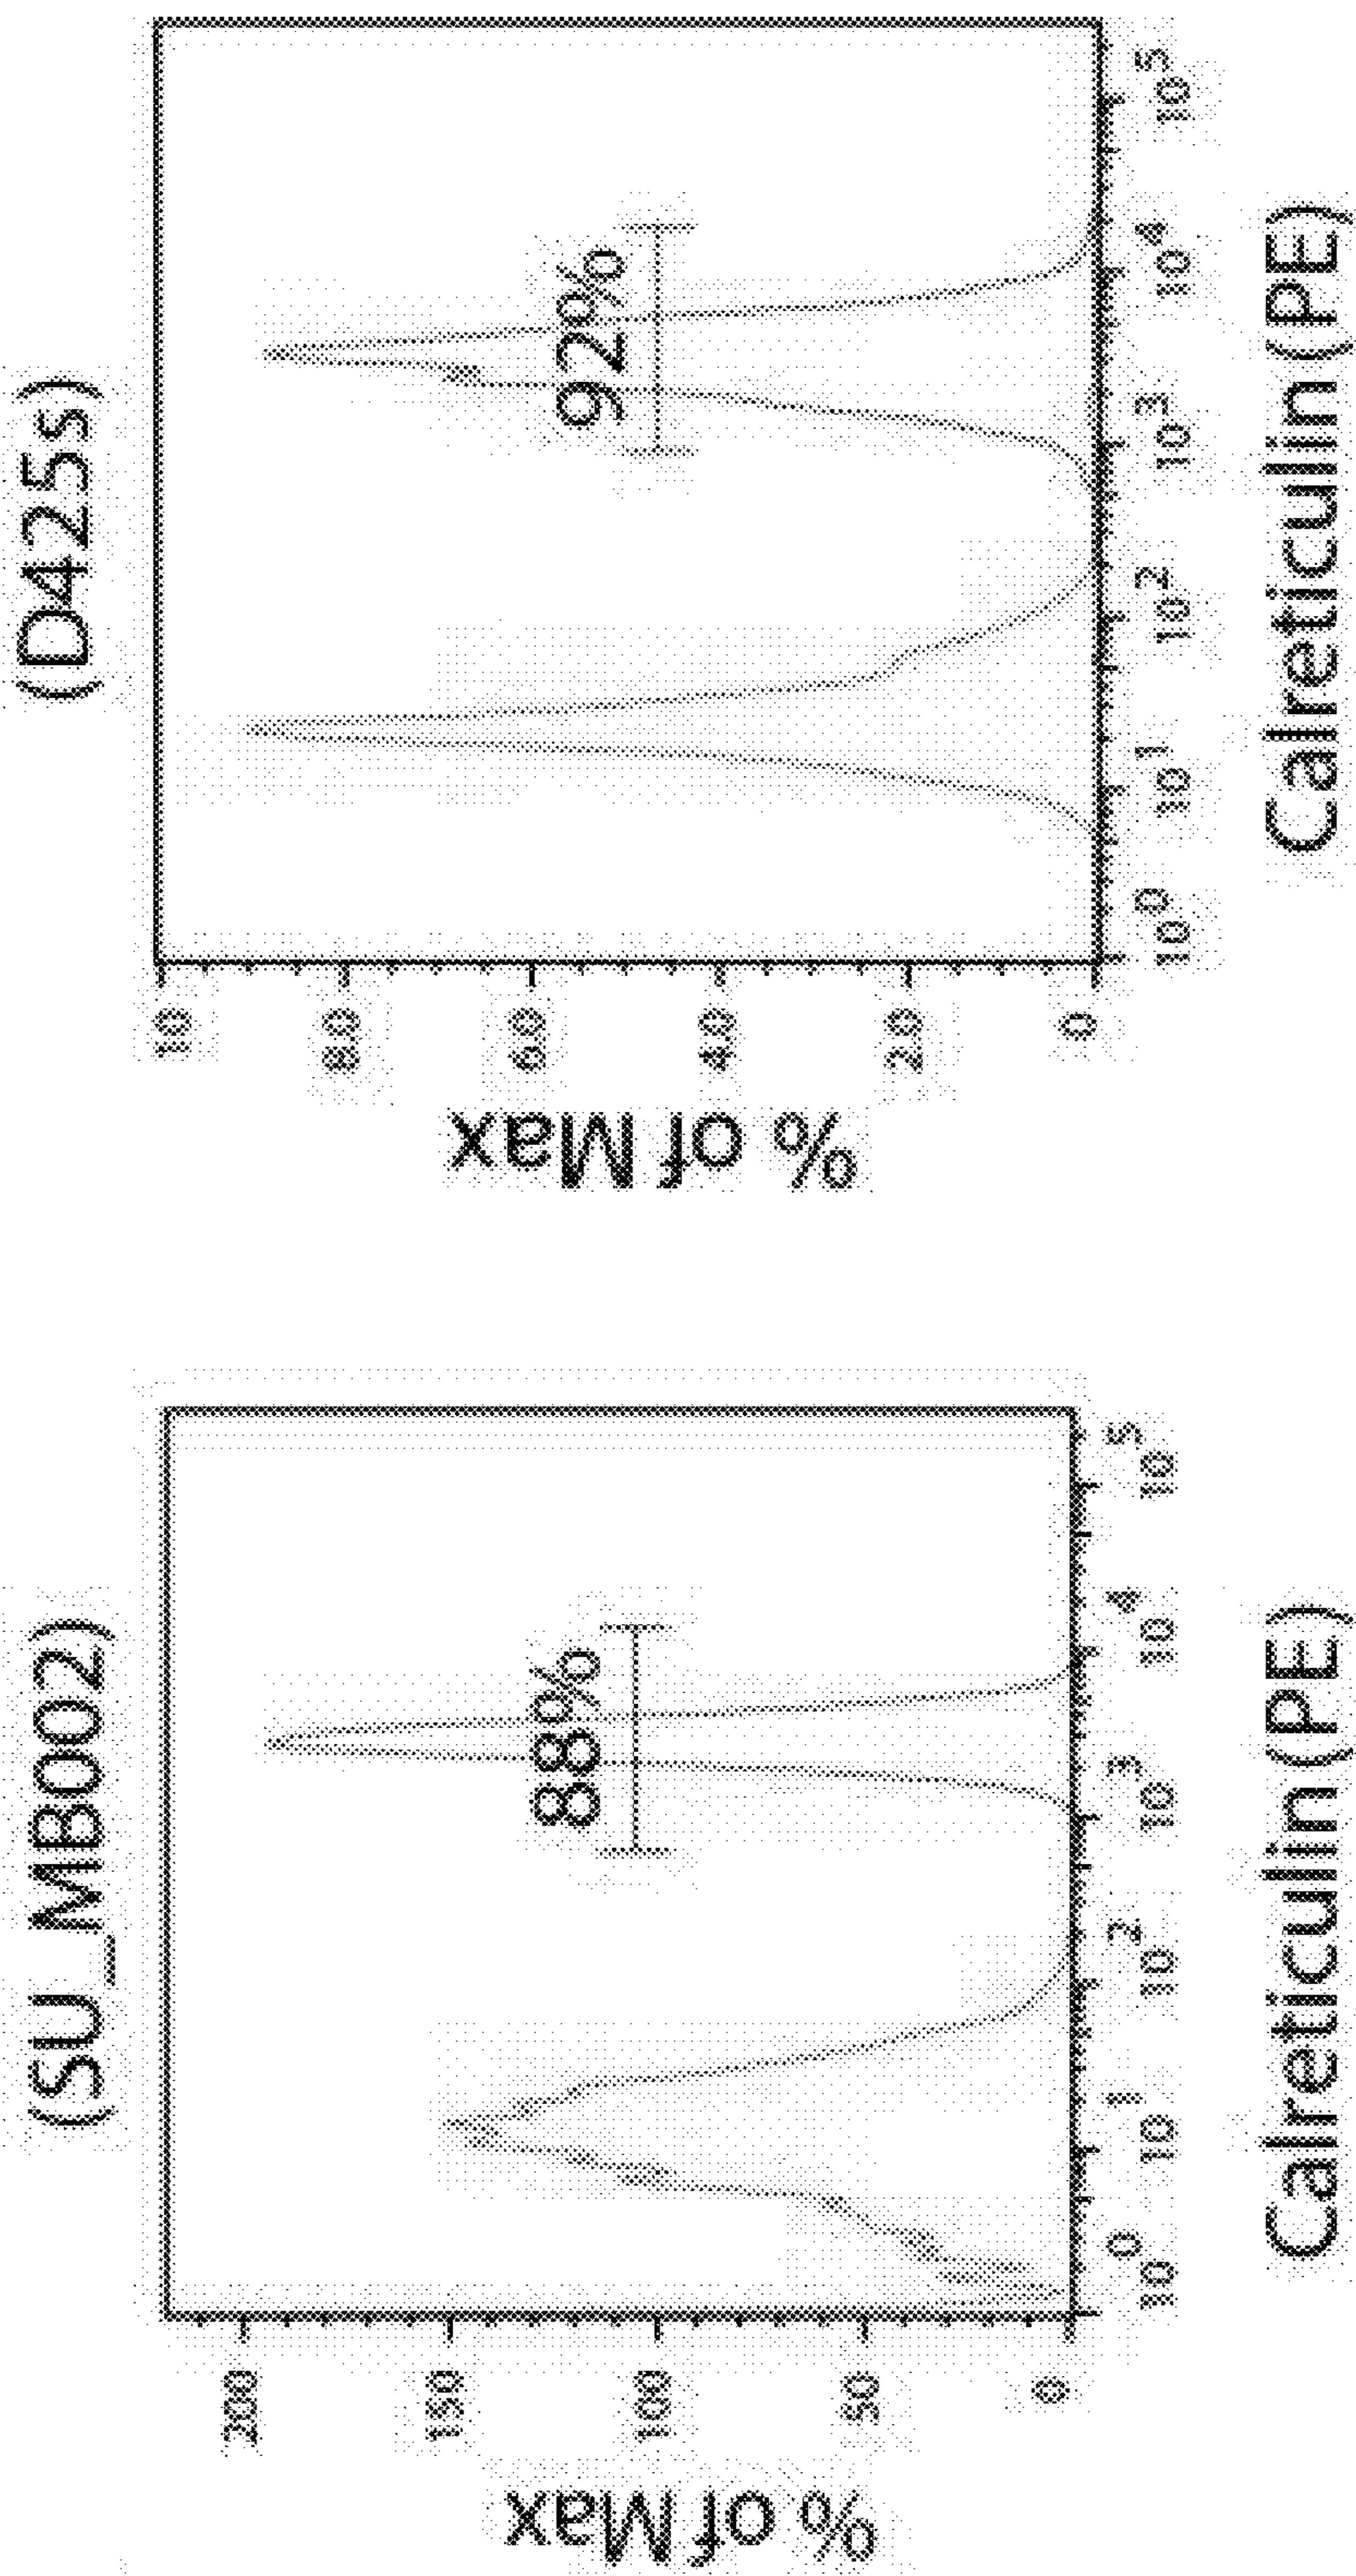 (SU_MB002)
% of Max
200
150
100
50
0
88%
10^0 10^1 10^2 10^3 10^4 10^5
Calreticulin (PE)
(D425s)
% of Max
10
8.0
6.0
4.0
2.0
0
92%
10^0 10^1 10^2 10^3 10^4 10^5
Calreticulin (PE)